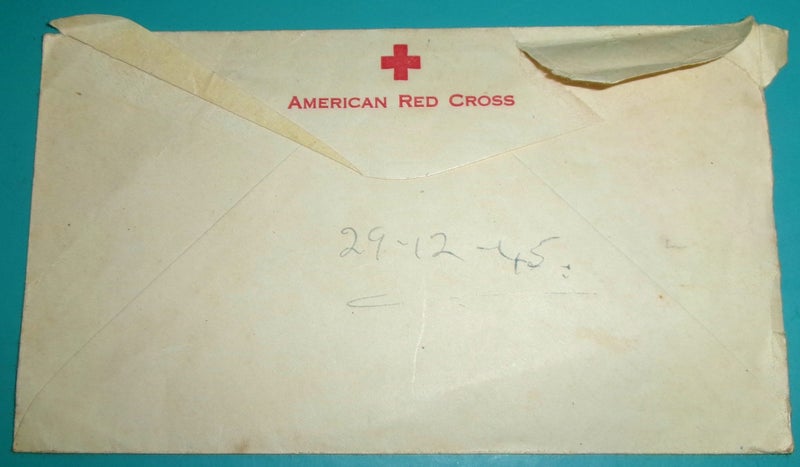 AMERICAN RED CROSS
29-12-45.